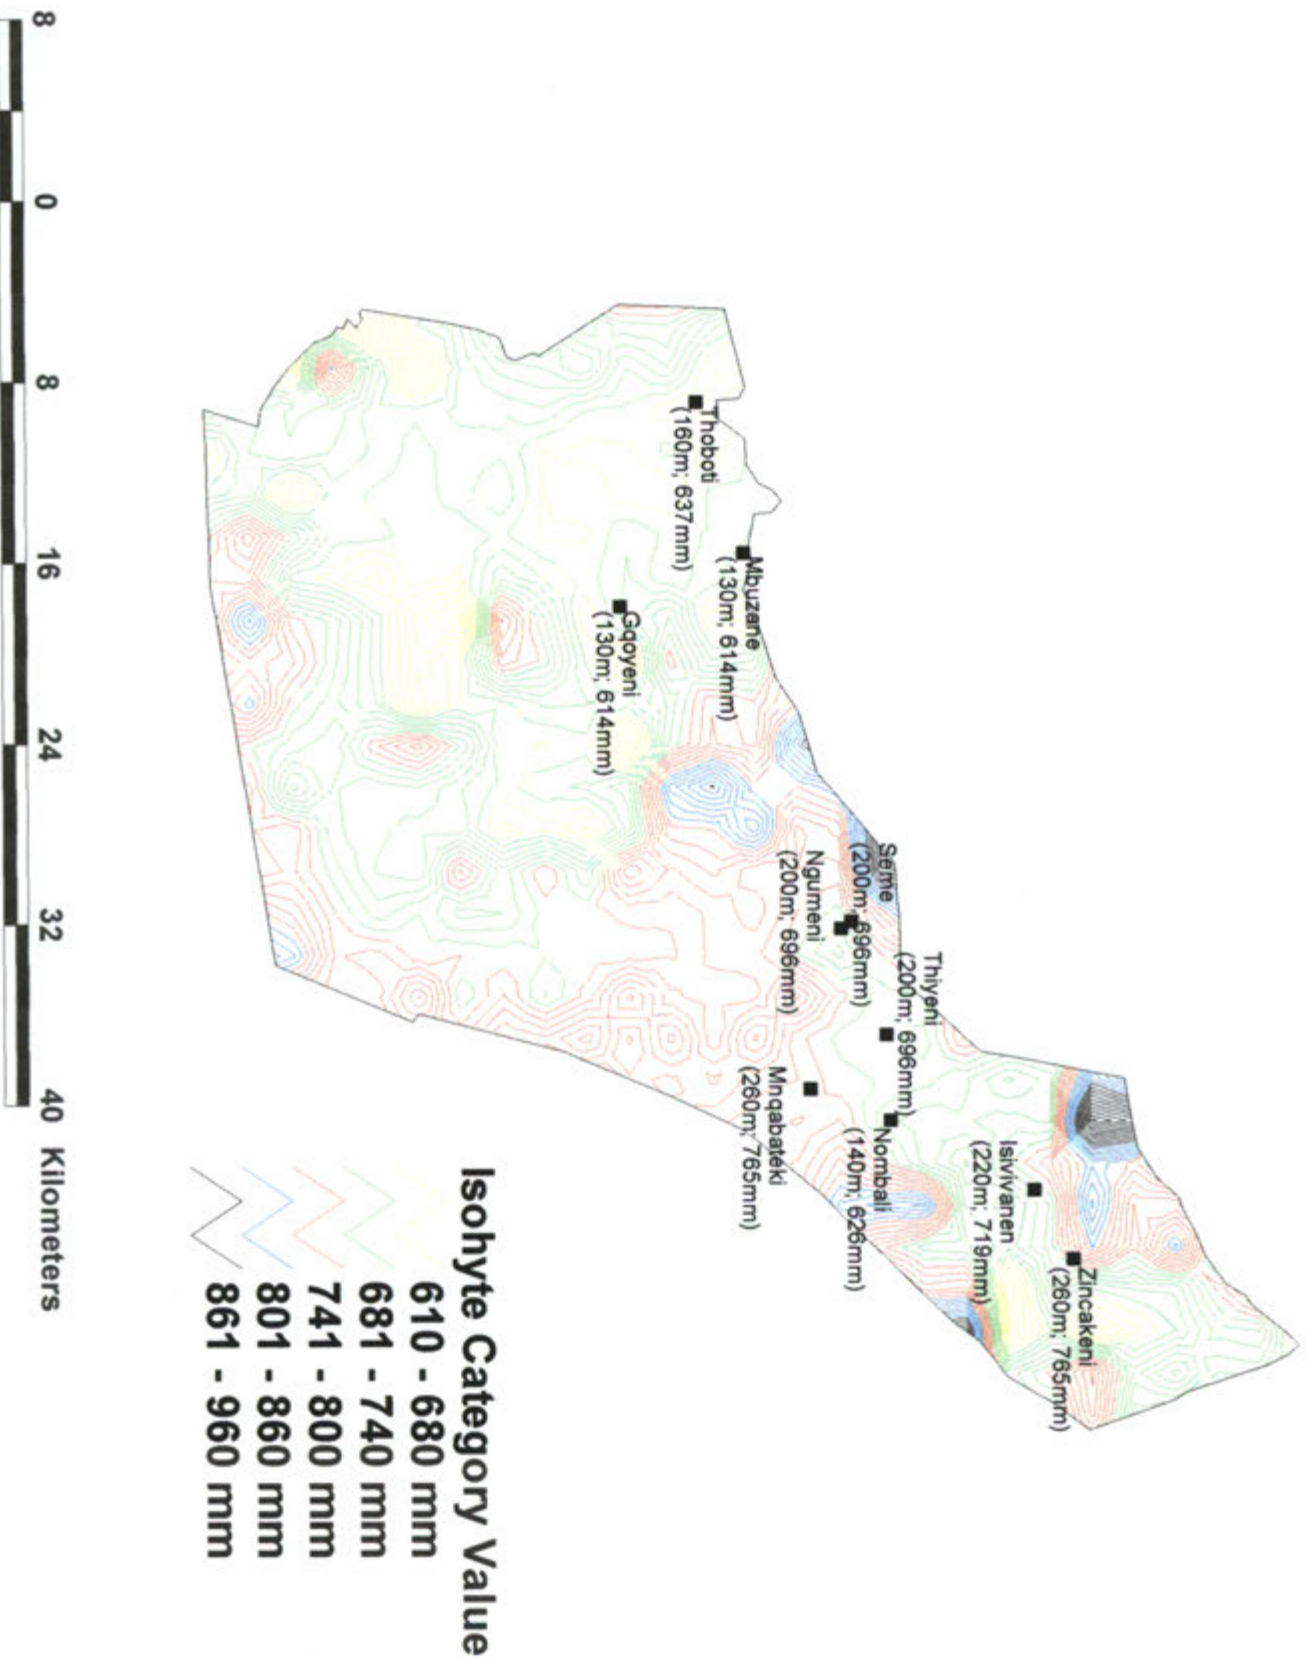 Zincakeni
(260m; 765mm)
Isivivanen
(220m; 719mm)
Thiyeni
(200m; 696mm)
Seme
(200m; 696mm)
Nombali
(140m; 626mm)
Ngumeni
(200m; 696mm)
Mnqabateki
(260m; 765mm)
Mbuzane
(130m; 614mm)
Thoboti
(160m; 637mm)
Gqoyeni
(130m; 614mm)
Isohyte Category Value
610 - 680 mm
681 - 740 mm
741 - 800 mm
801 - 860 mm
861 - 960 mm
8 0 8 16 24 32 40 Kilometers